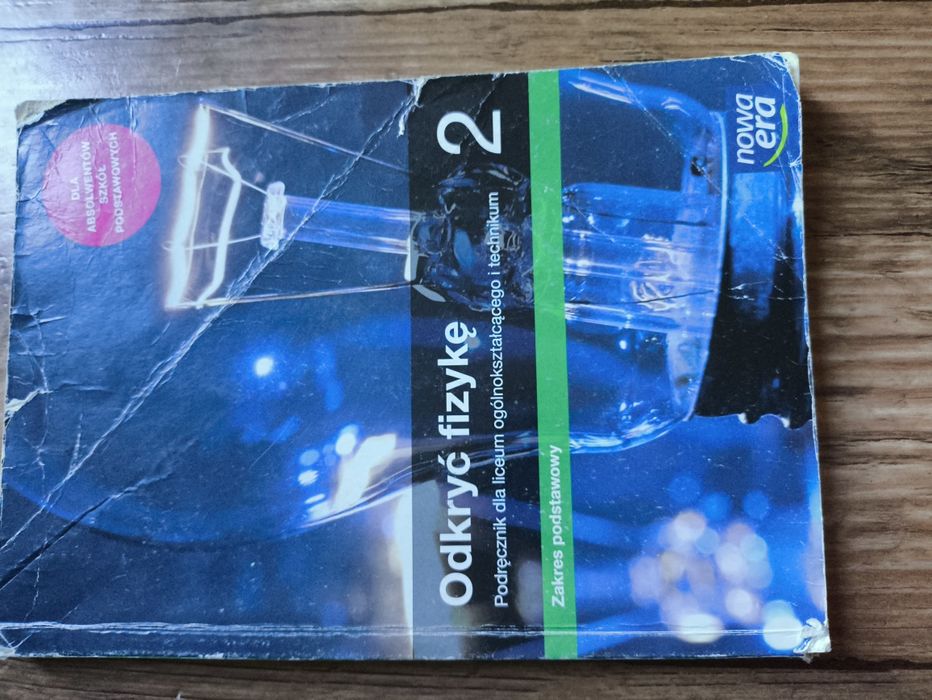 DLA
ABSOLWENTÓW
SZKÓŁ
PODSTAWOWYCH
Odkryć fizykę 2
Podręcznik dla liceum ogólnokształcącego i technikum
Zakres podstawowy
nowa
era